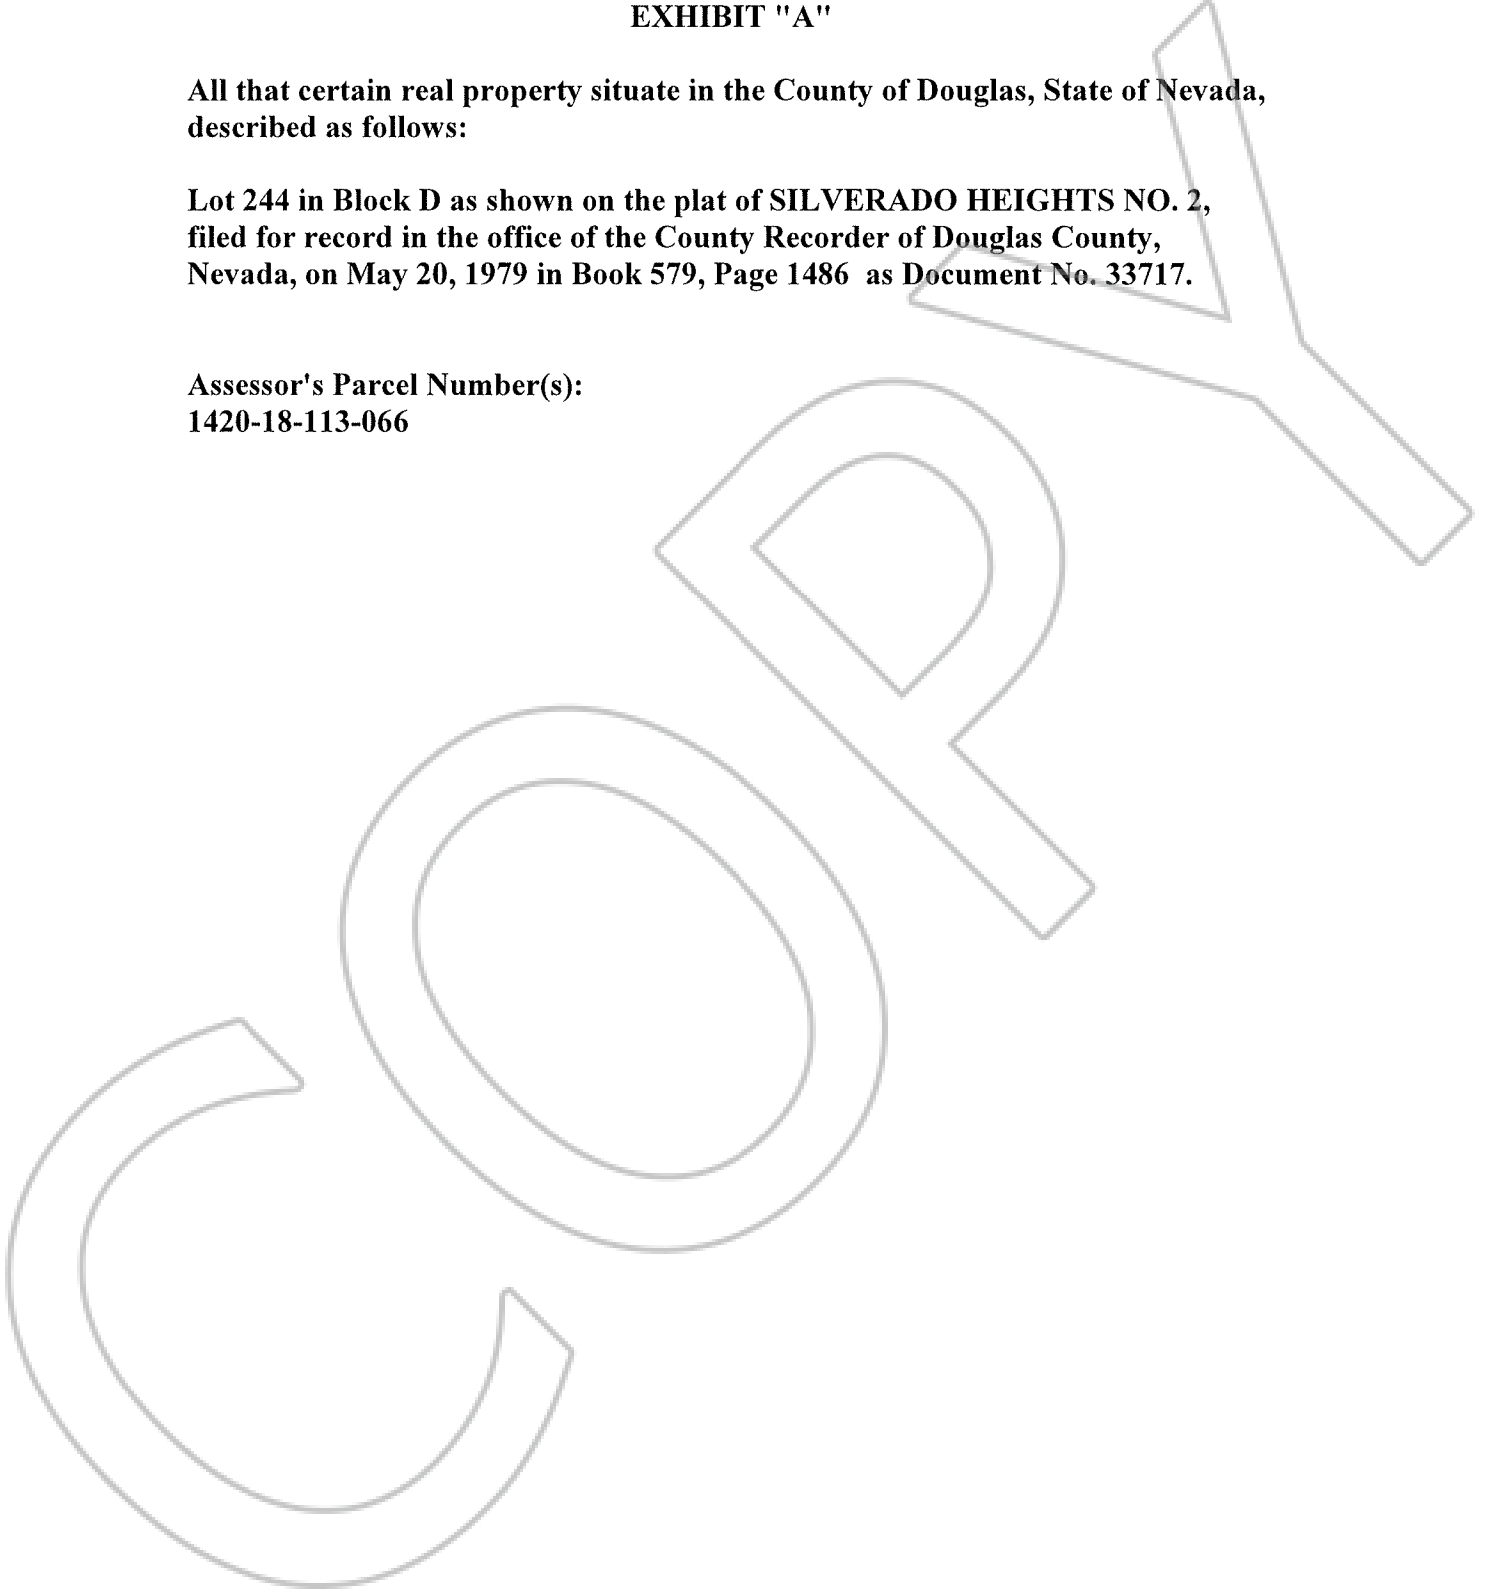 EXHIBIT "A"
All that certain real property situate in the County of Douglas, State of Nevada,
described as follows:
Lot 244 in Block D as shown on the plat of SILVERADO HEIGHTS NO. 2,
filed for record in the office of the County Recorder of Douglas County,
Nevada, on May 20, 1979 in Book 579, Page 1486  as Document No. 33717.
Assessor's Parcel Number(s):
1420-18-113-066
COPY